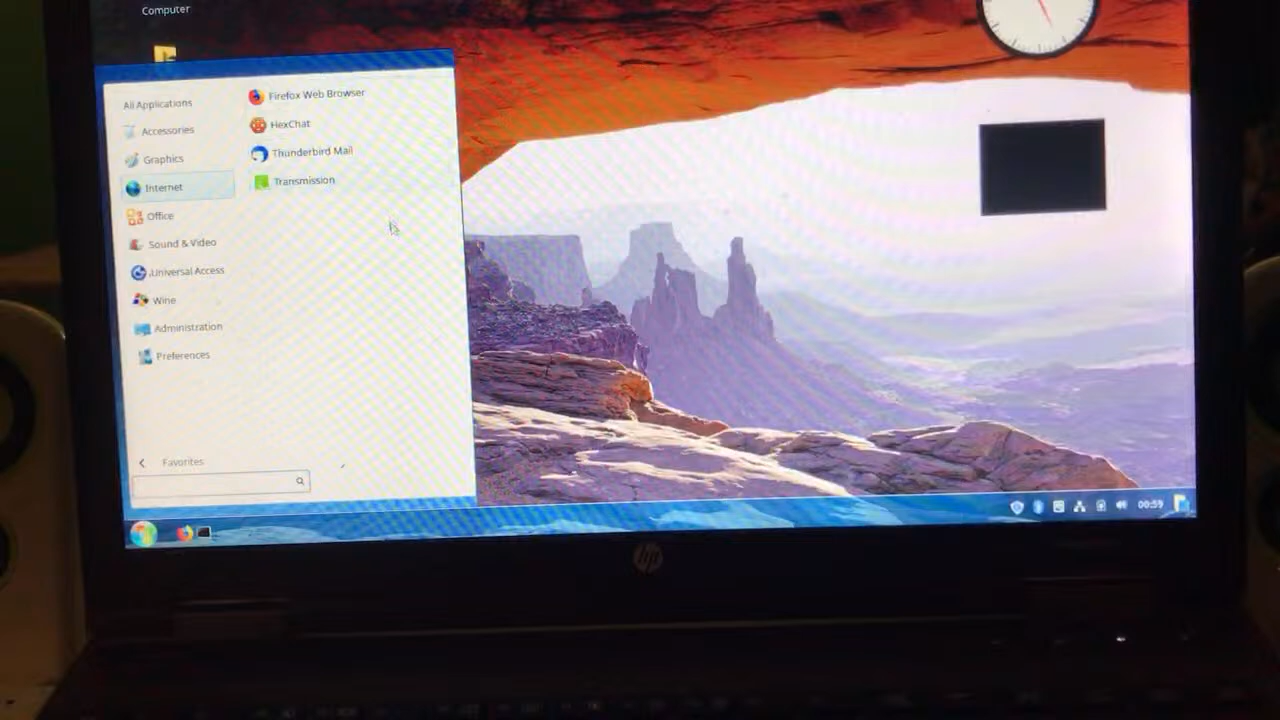 Computer
All Applications
Accessories
Graphics
Internet
Office
Sound & Video
Universal Access
Wine
Administration
Preferences
Firefox Web Browser
HexChat
Thunderbird Mail
Transmission
Favorites
00:59
hp